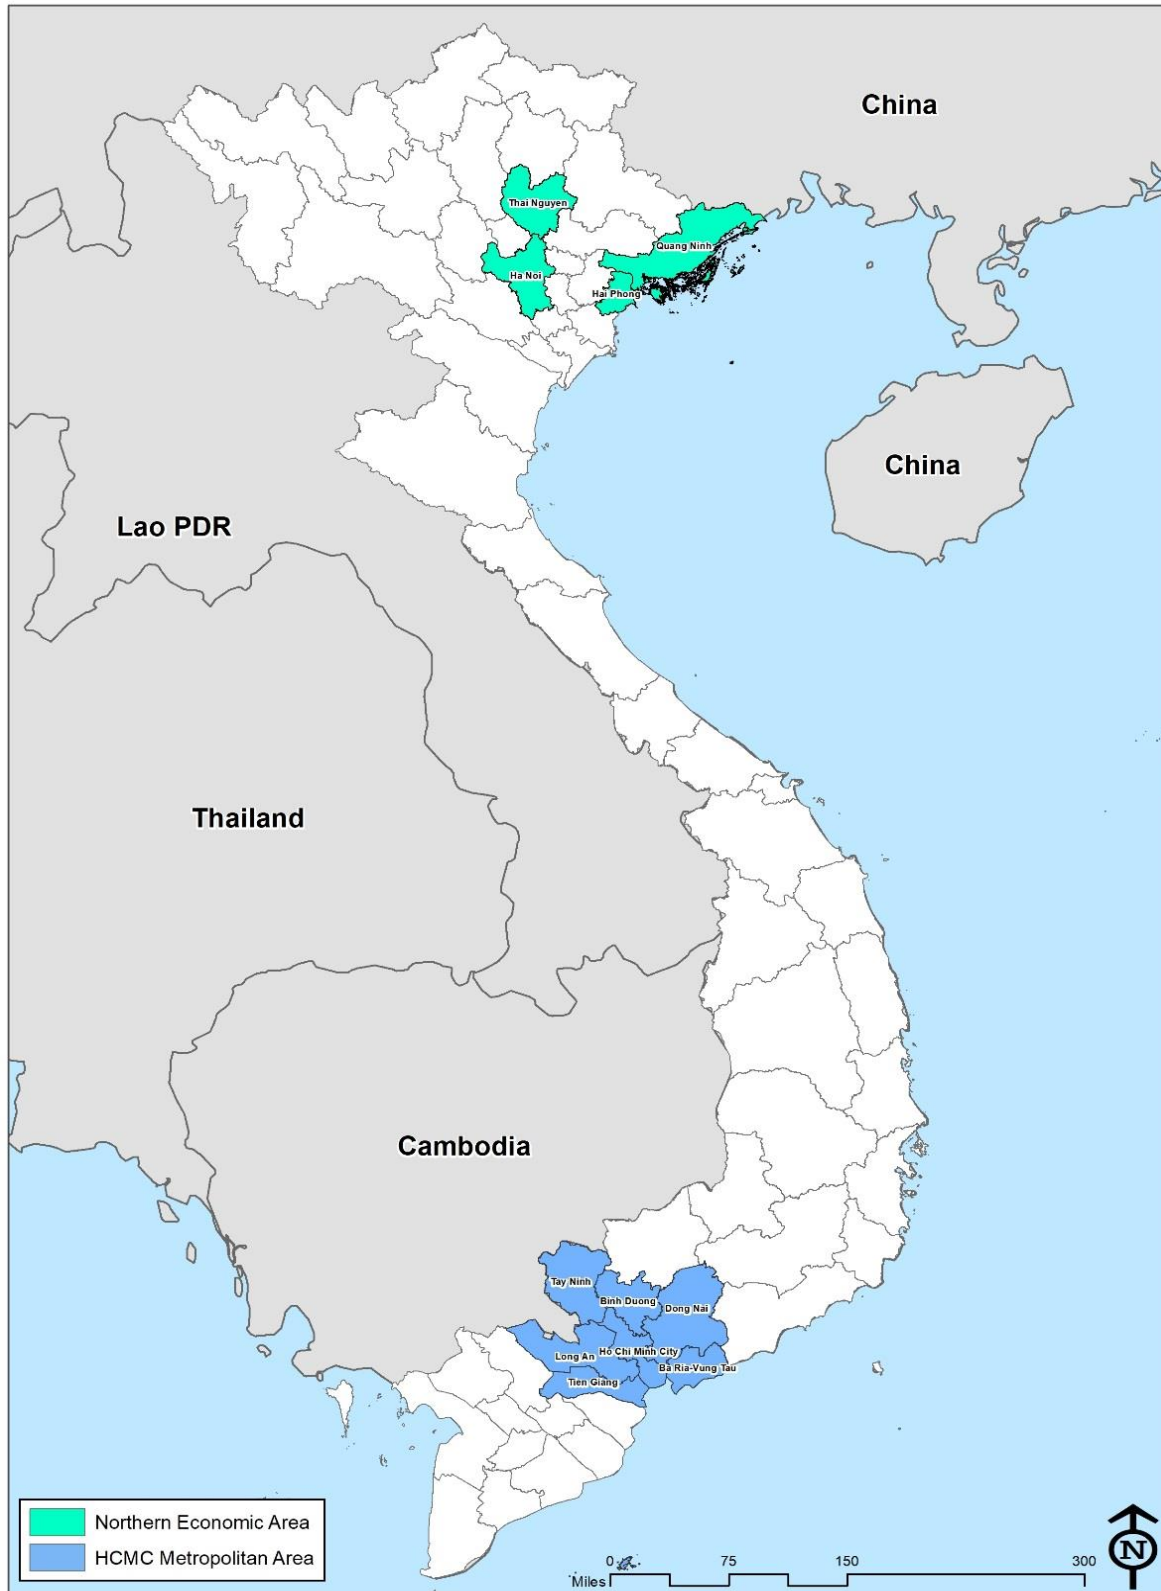 China
Thai Nguyen
Quang Ninh
Ha Noi
Hai Phong
China
Lao PDR
Thailand
Cambodia
Tay Ninh
Binh Duong
Dong Nai
Ho Chi Minh City
Long An
Ba Ria-Vung Tau
Tien Giang
Northern Economic Area
HCMC Metropolitan Area
0 75 150 300
Miles
N